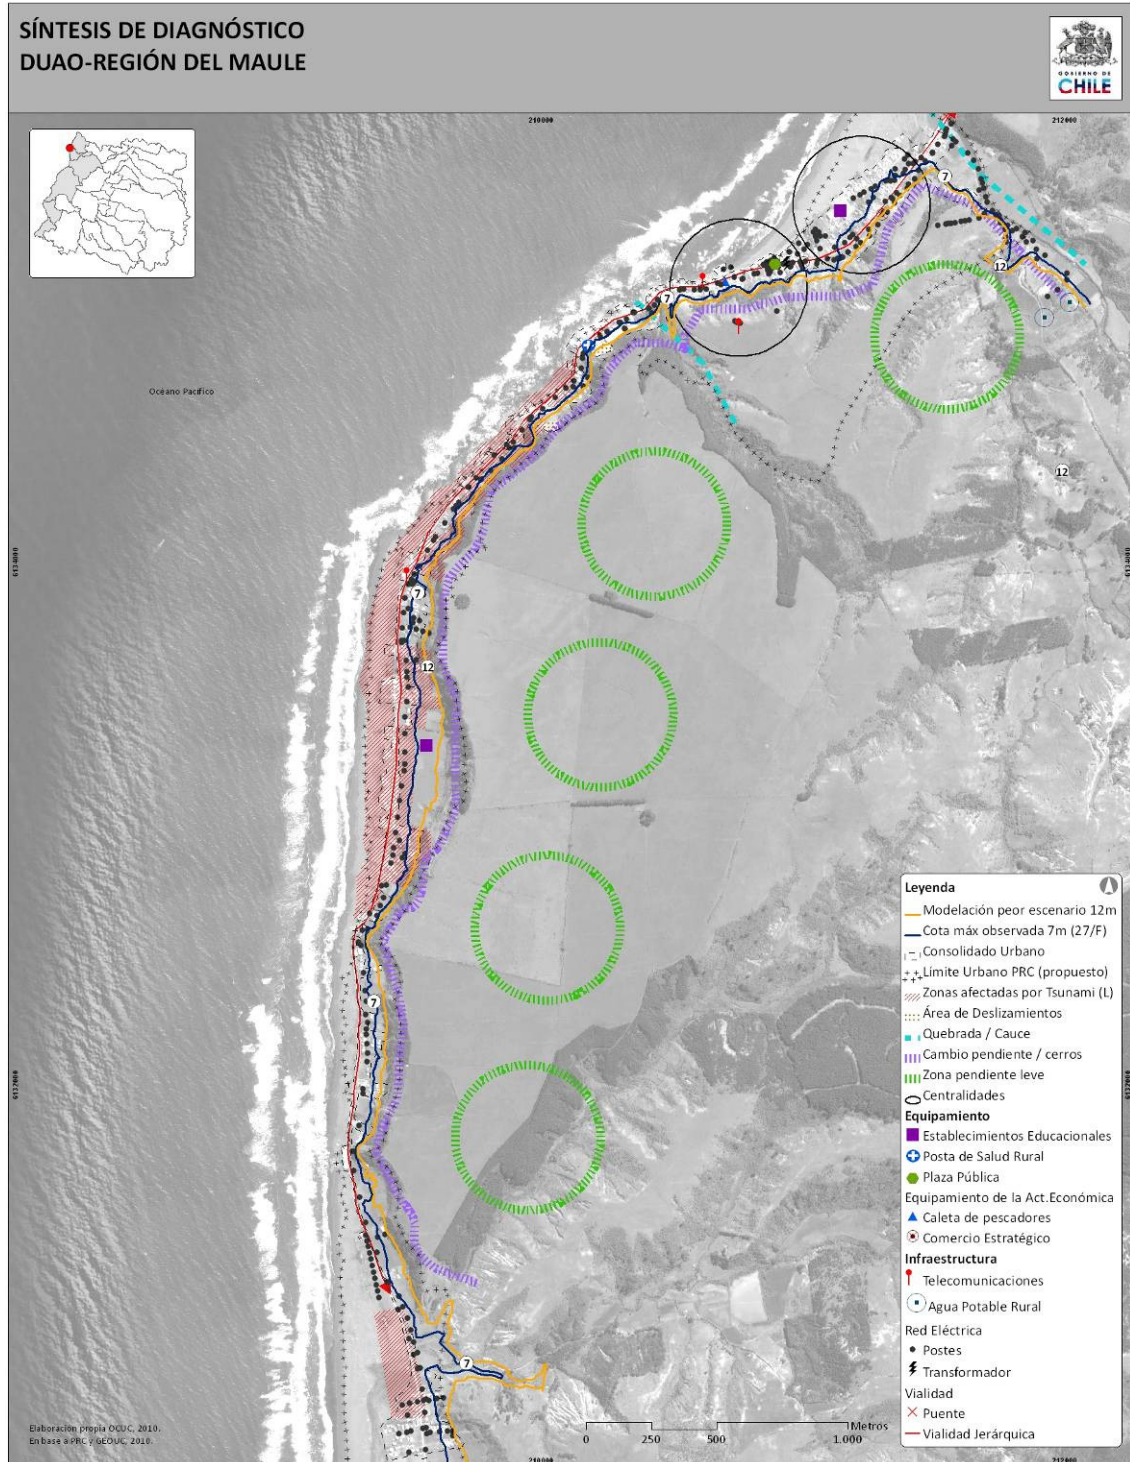 SÍNTESIS DE DIAGNÓSTICO
DUAO-REGIÓN DEL MAULE
GOBIERNO DE
CHILE
210000
212000
7
12
7
Océano Pacífico
12
7
12
7
7
Leyenda
Modelación peor escenario 12m
Cota máx observada 7m (27/F)
Consolidado Urbano
Límite Urbano PRC (propuesto)
Zonas afectadas por Tsunami (L)
Área de Deslizamientos
Quebrada / Cauce
Cambio pendiente / cerros
Zona pendiente leve
Centralidades
Equipamiento
Establecimientos Educacionales
Posta de Salud Rural
Plaza Pública
Equipamiento de la Act.Económica
Caleta de pescadores
Comercio Estratégico
Infraestructura
Telecomunicaciones
Agua Potable Rural
Red Eléctrica
Postes
Transformador
Vialidad
Puente
Vialidad Jerárquica
Elaboración propia OCUC, 2010.
En base a PRC y GEOUC, 2010.
0 250 500 1.000
Metros
210000
212000